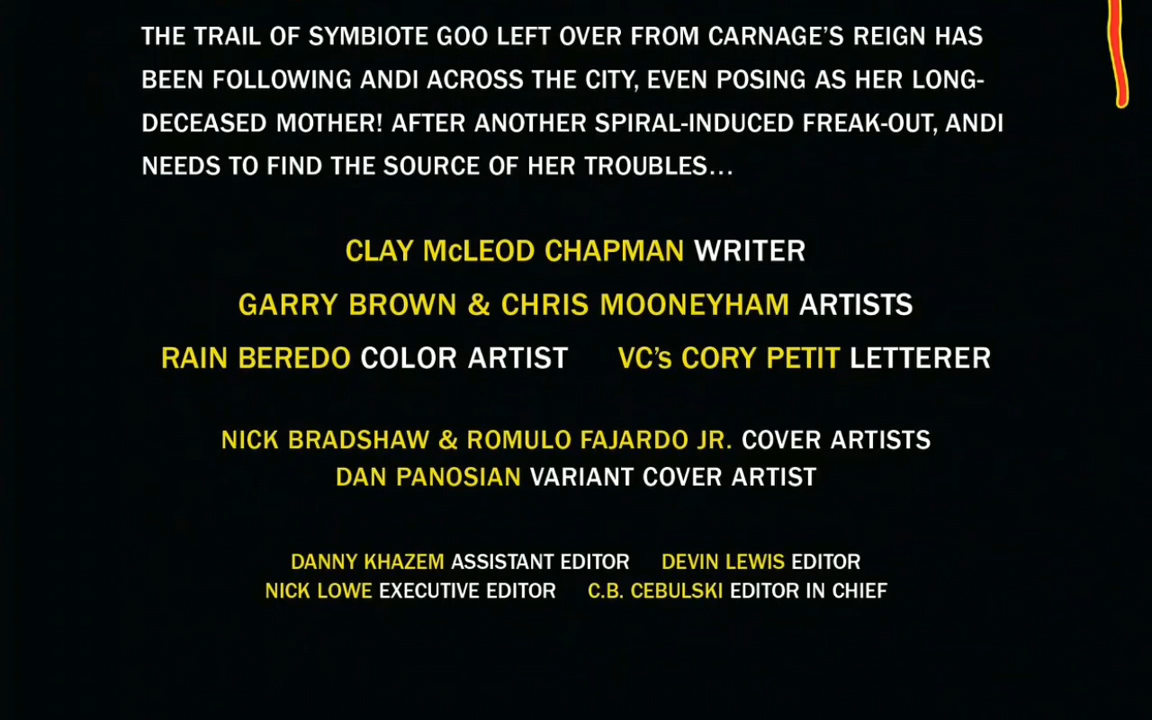 THE TRAIL OF SYMBIOTE GOO LEFT OVER FROM CARNAGE'S REIGN HAS
BEEN FOLLOWING ANDI ACROSS THE CITY, EVEN POSING AS HER LONG-
DECEASED MOTHER! AFTER ANOTHER SPIRAL-INDUCED FREAK-OUT, ANDI
NEEDS TO FIND THE SOURCE OF HER TROUBLES...
CLAY McLEOD CHAPMAN WRITER
GARRY BROWN & CHRIS MOONEYHAM ARTISTS
RAIN BEREDO COLOR ARTIST VC's CORY PETIT LETTERER
NICK BRADSHAW & ROMULO FAJARDO JR. COVER ARTISTS
DAN PANOSIAN VARIANT COVER ARTIST
DANNY KHAZEM ASSISTANT EDITOR DEVIN LEWIS EDITOR
NICK LOWE EXECUTIVE EDITOR C.B. CEBULSKI EDITOR IN CHIEF